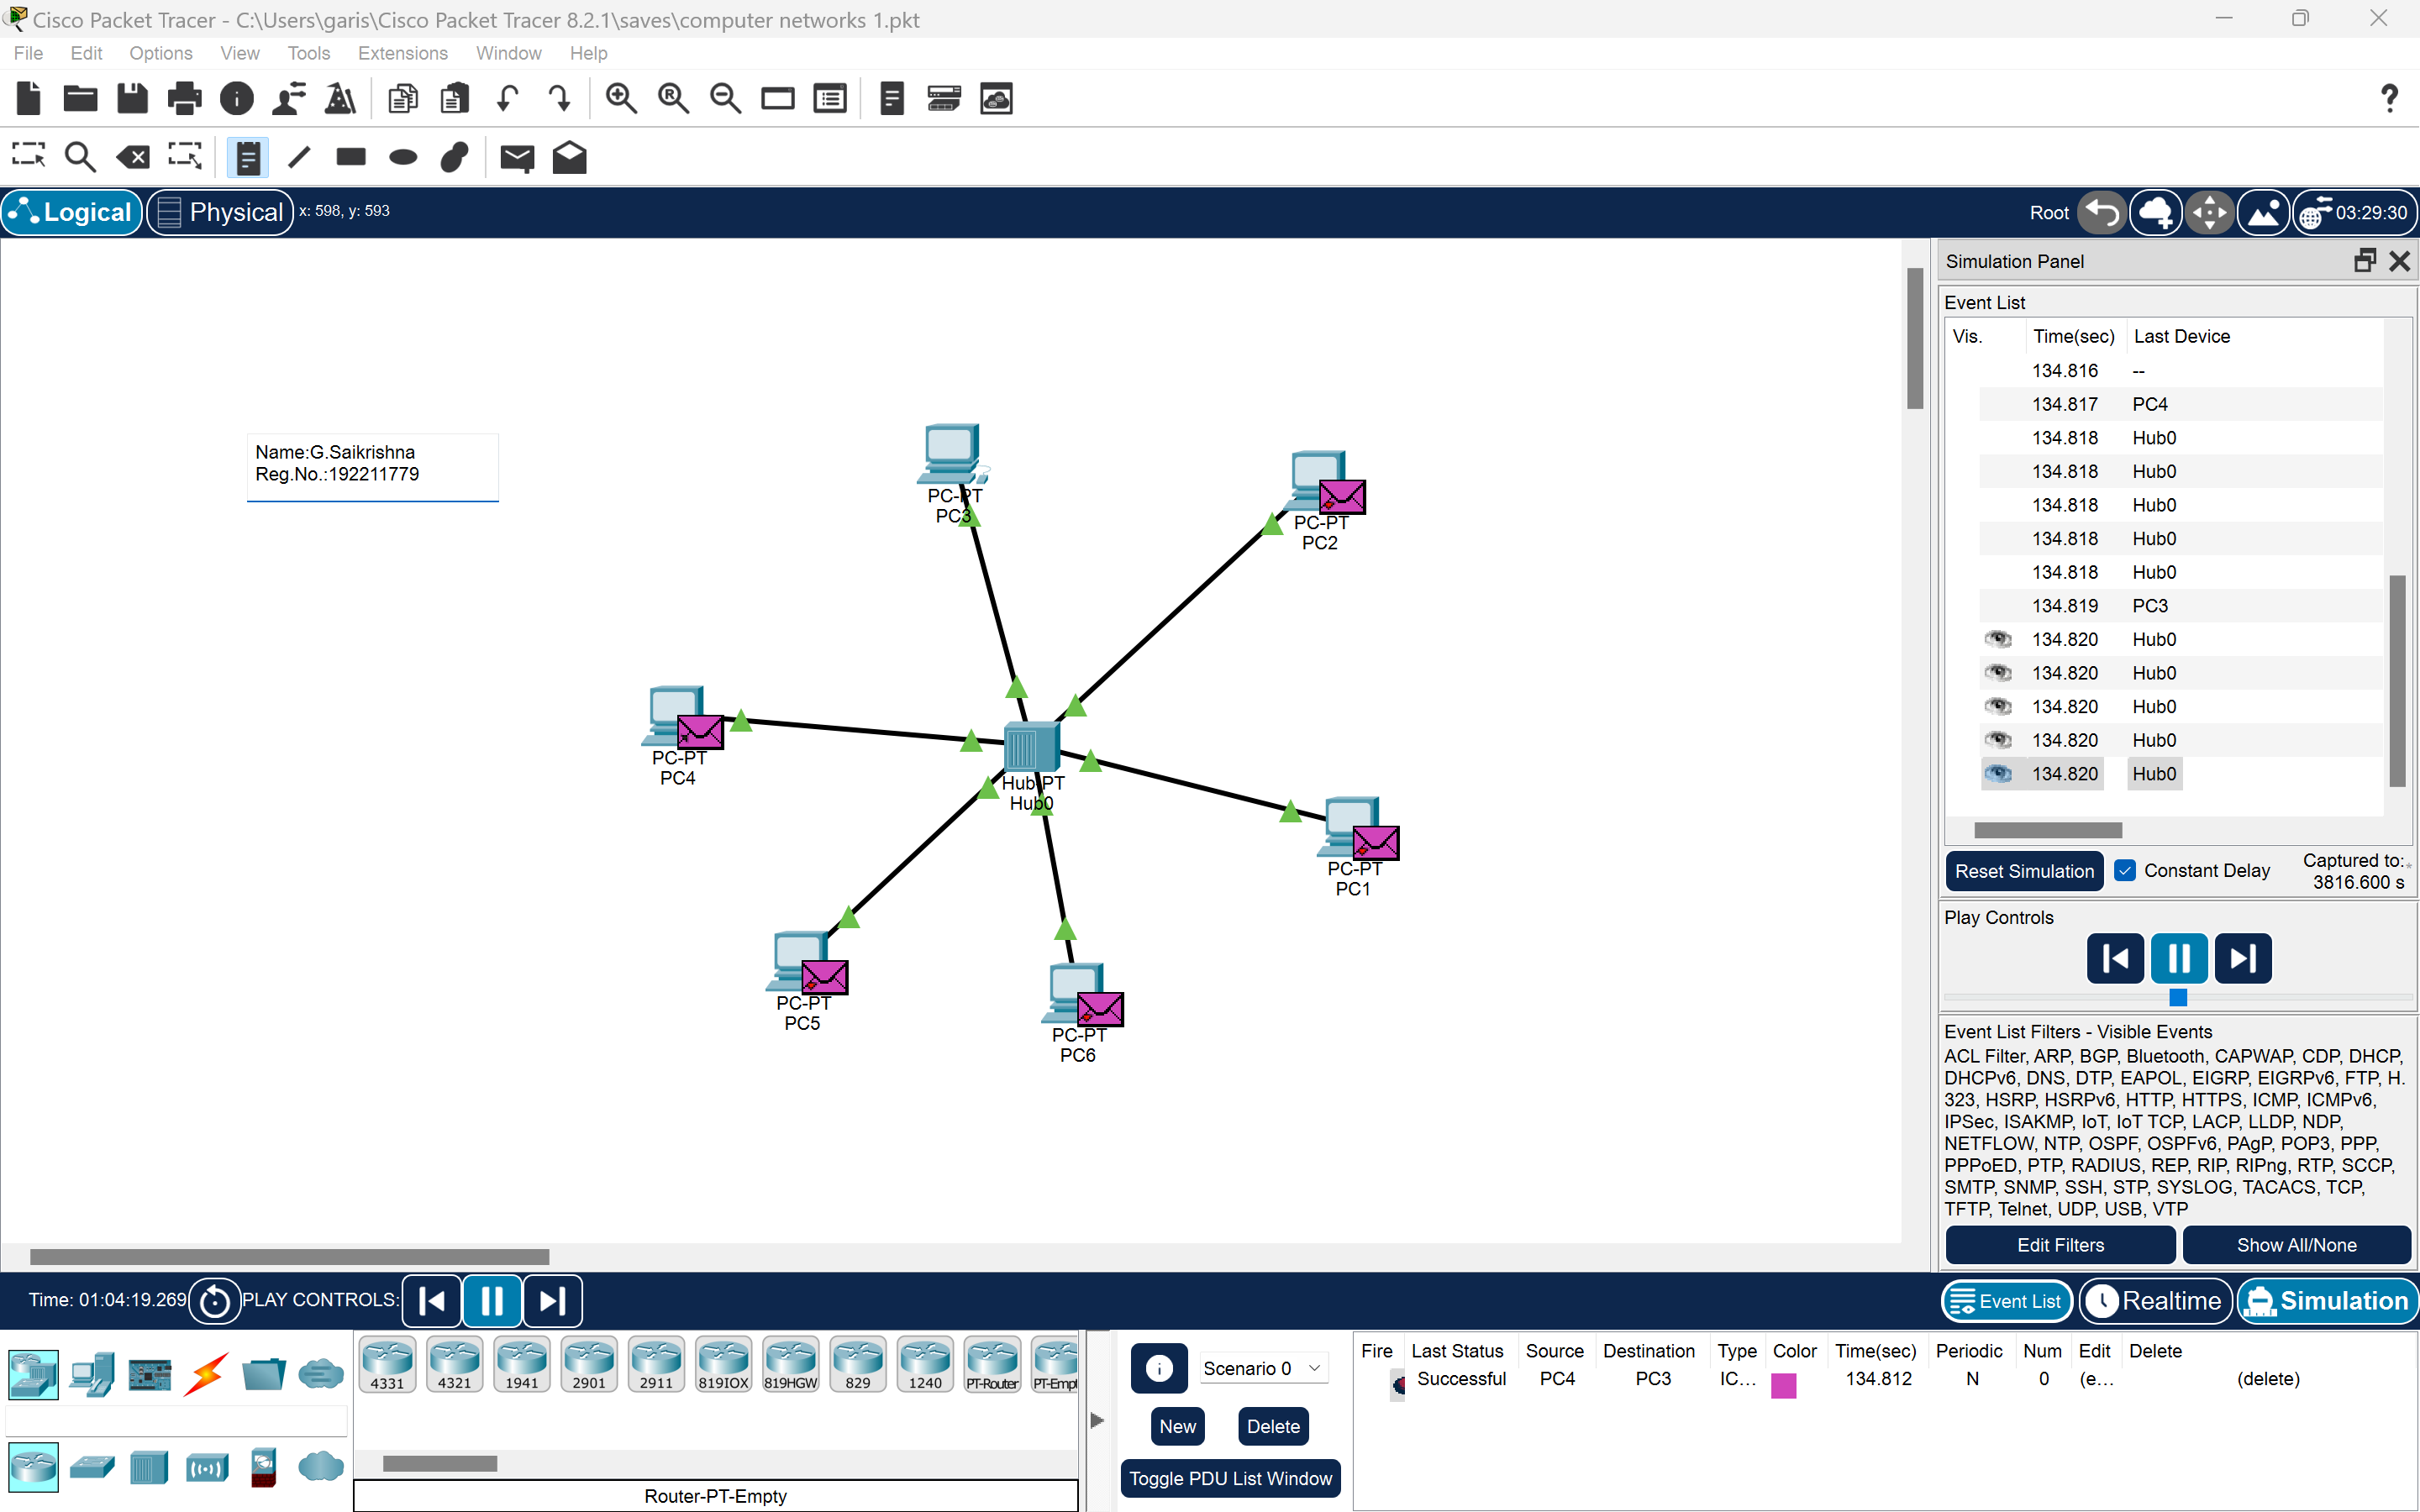 Cisco Packet Tracer - C:\Users\garis\Cisco Packet Tracer 8.2.1\saves\computer networks 1.pkt
File Edit Options View Tools Extensions Window Help
Logical Physical x: 598, y: 593 Root 03:29:30
Simulation Panel
Event List
Vis. Time(sec) Last Device
134.816 --
134.817 PC4
134.818 Hub0
134.818 Hub0
134.818 Hub0
134.818 Hub0
134.818 Hub0
134.819 PC3
134.820 Hub0
134.820 Hub0
134.820 Hub0
134.820 Hub0
134.820 Hub0
Reset Simulation Constant Delay Captured to:
3816.600 s
Play Controls
Event List Filters - Visible Events
ACL Filter, ARP, BGP, Bluetooth, CAPWAP, CDP, DHCP,
DHCPv6, DNS, DTP, EAPOL, EIGRP, EIGRPv6, FTP, H.
323, HSRP, HSRPv6, HTTP, HTTPS, ICMP, ICMPv6,
IPSec, ISAKMP, IoT, IoT TCP, LACP, LLDP, NDP,
NETFLOW, NTP, OSPF, OSPFv6, PAgP, POP3, PPP,
PPPoED, PTP, RADIUS, REP, RIP, RIPng, RTP, SCCP,
SMTP, SNMP, SSH, STP, SYSLOG, TACACS, TCP,
TFTP, Telnet, UDP, USB, VTP
Edit Filters Show All/None
Name:G.Saikrishna
Reg.No.:192211779
PC-PT
PC3
PC-PT
PC2
PC-PT
PC4
Hub-PT
Hub0
PC-PT
PC1
PC-PT
PC5
PC-PT
PC6
Time: 01:04:19.269 PLAY CONTROLS:
Event List Realtime Simulation
4331 4321 1941 2901 2911 819IOX 819HGW 829 1240 PT-Router PT-Empt
Router-PT-Empty
Scenario 0
New Delete
Toggle PDU List Window
Fire Last Status Source Destination Type Color Time(sec) Periodic Num Edit Delete
Successful PC4 PC3 IC... 134.812 N 0 (e... (delete)